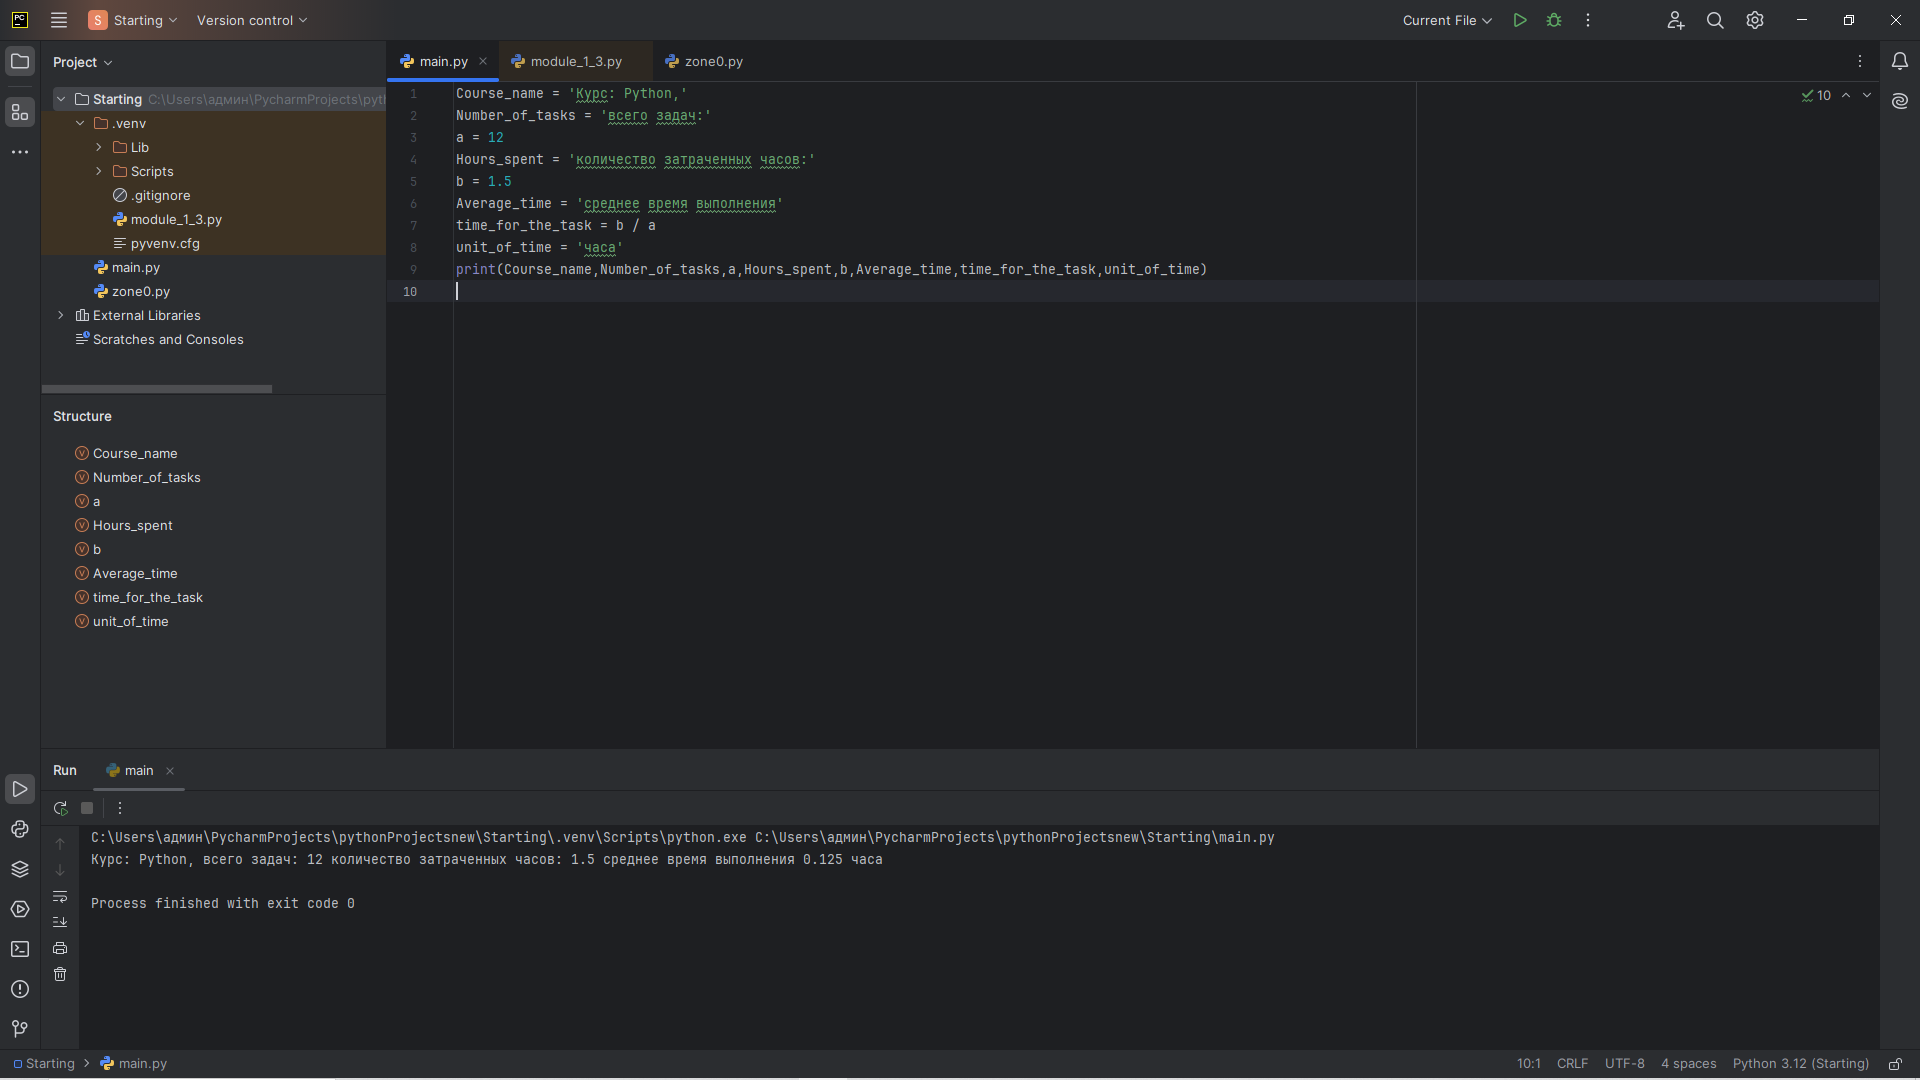 PC
S Starting Version control Current File
Project
main.py module_1_3.py zone0.py
Starting C:\Users\админ\PycharmProjects\pyth
.venv
Lib
Scripts
.gitignore
module_1_3.py
pyvenv.cfg
main.py
zone0.py
External Libraries
Scratches and Consoles
10
1 Course_name = 'Курс: Python,'
2 Number_of_tasks = 'всего задач:'
3 a = 12
4 Hours_spent = 'количество затраченных часов:'
5 b = 1.5
6 Average_time = 'среднее время выполнения'
7 time_for_the_task = b / a
8 unit_of_time = 'часа'
9 print(Course_name,Number_of_tasks,a,Hours_spent,b,Average_time,time_for_the_task,unit_of_time)
10
Structure
Course_name
Number_of_tasks
a
Hours_spent
b
Average_time
time_for_the_task
unit_of_time
Run main
C:\Users\админ\PycharmProjects\pythonProjectsnew\Starting\.venv\Scripts\python.exe C:\Users\админ\PycharmProjects\pythonProjectsnew\Starting\main.py
Курс: Python, всего задач: 12 количество затраченных часов: 1.5 среднее время выполнения 0.125 часа
Process finished with exit code 0
Starting main.py 10:1 CRLF UTF-8 4 spaces Python 3.12 (Starting)